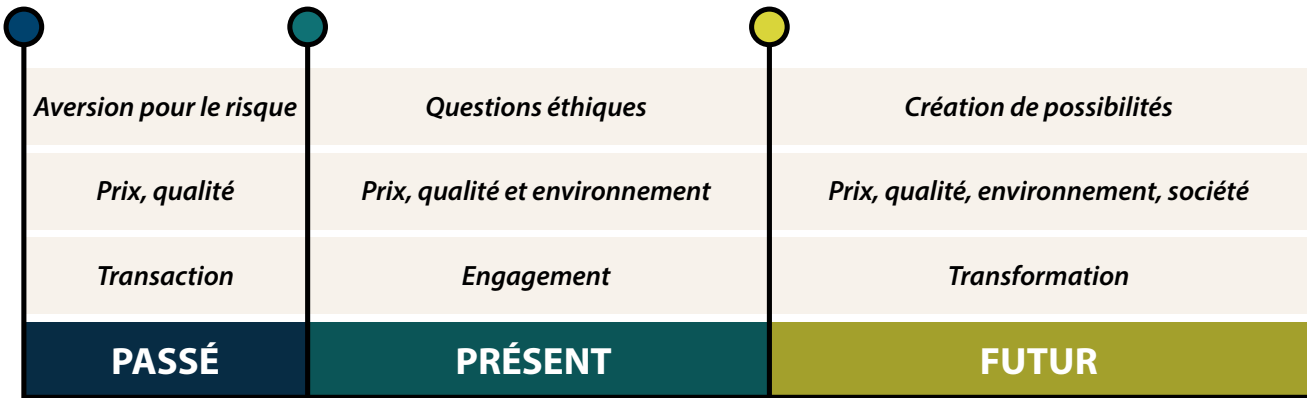 Aversion pour le risque
Questions éthiques
Création de possibilités
Prix, qualité
Prix, qualité et environnement
Prix, qualité, environnement, société
Transaction
Engagement
Transformation
PASSÉ
PRÉSENT
FUTUR